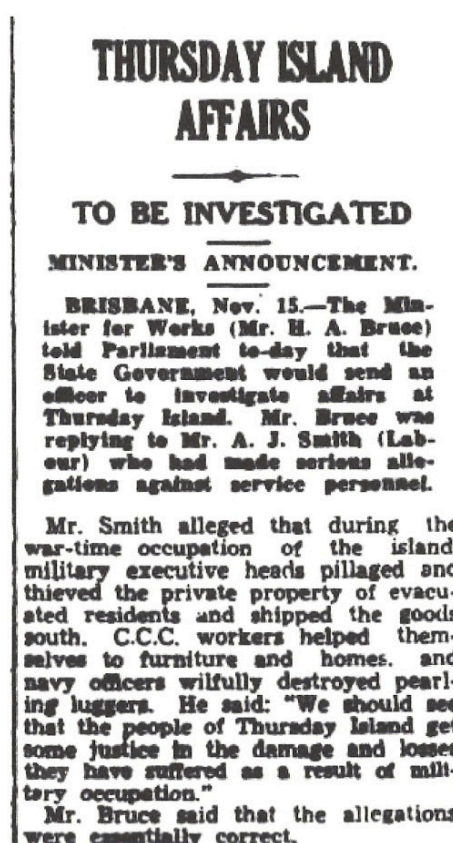 THURSDAY ISLAND
AFFAIRS
TO BE INVESTIGATED
MINISTER'S ANNOUNCEMENT.
BRISBANE, Nov. 15.—The Min-
ister for Works (Mr. H. A. Bruce)
told Parliament to-day that the
State Government would send an
officer to investigate affairs at
Thursday Island. Mr. Bruce was
replying to Mr. A. J. Smith (Lab-
our) who had made serious alle-
gations against service personnel.
Mr. Smith alleged that during the
war-time occupation of the island
military executive heads pillaged and
thieved the private property of evacu-
ated residents and shipped the goods
south. C.C.C. workers helped them-
selves to furniture and homes. and
navy officers wilfully destroyed pearl-
ing luggers. He said: "We should see
that the people of Thursday Island get
some justice in the damage and losses
they have suffered as a result of mili-
tary occupation."
Mr. Bruce said that the allegations
were essentially correct.